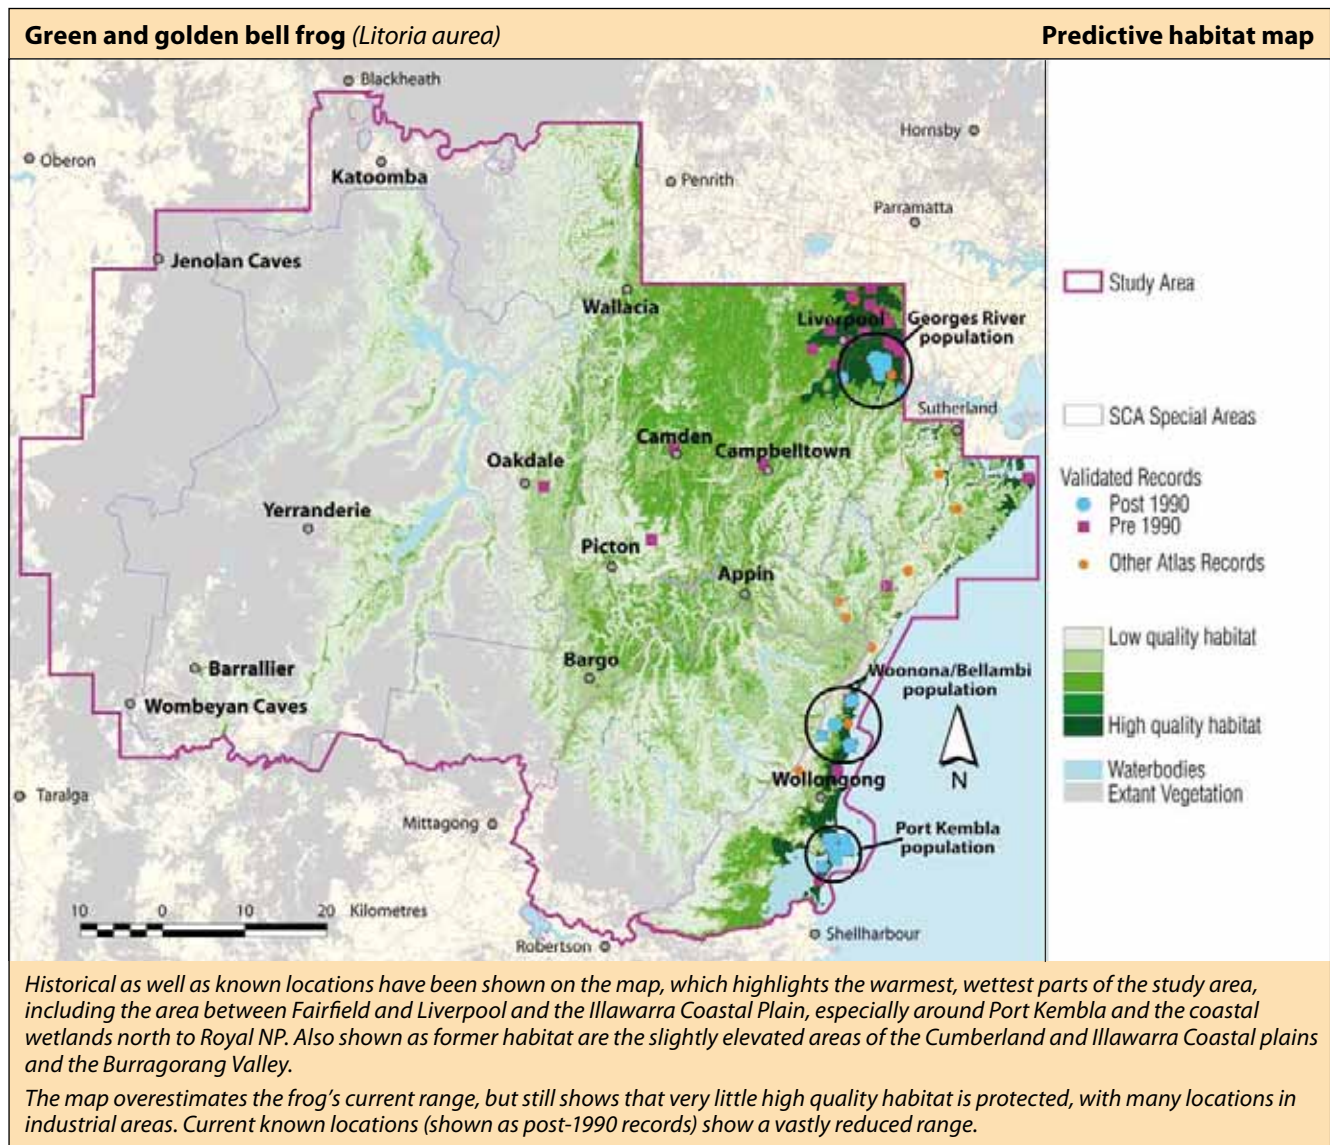 Green and golden bell frog (Litoria aurea)
Predictive habitat map
Blackheath
Hornsby
Oberon
Katoomba
Penrith
Parramatta
Jenolan Caves
Wallacia
Liverpool
Georges River
population
Sutherland
Camden
Campbelltown
Oakdale
Yerranderie
Picton
Appin
Bargo
Woonona/Bellambi
population
Barrallier
Wombeyan Caves
N
Wollongong
Taralga
Mittagong
Port Kembla
population
10 0 10 20 Kilometres
Robertson
Shellharbour
Study Area
SCA Special Areas
Validated Records
Post 1990
Pre 1990
Other Atlas Records
Low quality habitat
High quality habitat
Waterbodies
Extant Vegetation
Historical as well as known locations have been shown on the map, which highlights the warmest, wettest parts of the study area,
including the area between Fairfield and Liverpool and the Illawarra Coastal Plain, especially around Port Kembla and the coastal
wetlands north to Royal NP. Also shown as former habitat are the slightly elevated areas of the Cumberland and Illawarra Coastal plains
and the Burragorang Valley.
The map overestimates the frog's current range, but still shows that very little high quality habitat is protected, with many locations in
industrial areas. Current known locations (shown as post-1990 records) show a vastly reduced range.